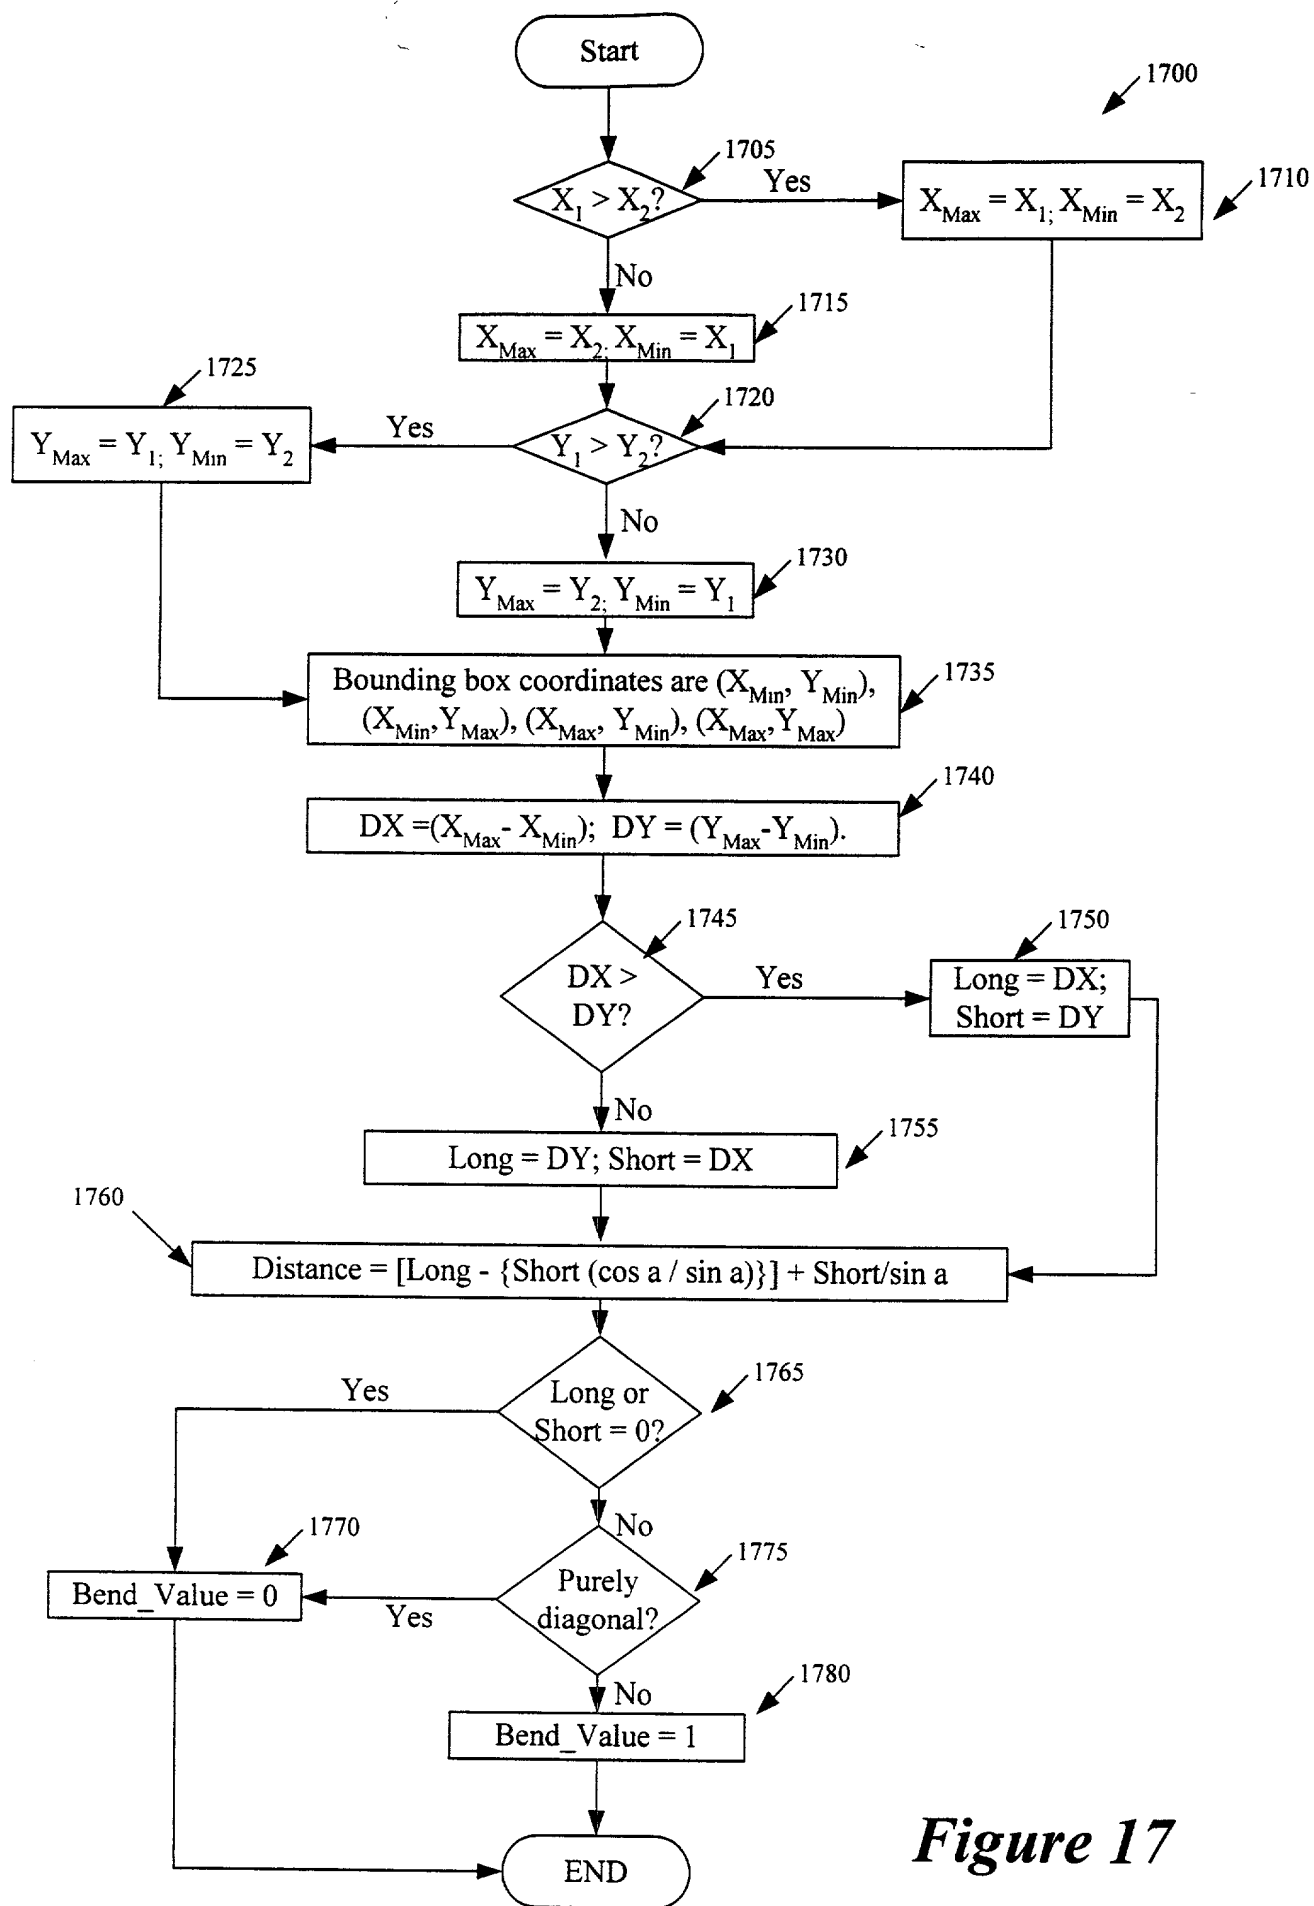 Start
1700
1705
X1 > X2?
Yes
XMax = X1; XMin = X2
1710
No
1715
XMax = X2; XMin = X1
1725
1720
YMax = Y1; YMin = Y2
Yes
Y1 > Y2?
No
1730
YMax = Y2; YMin = Y1
1735
Bounding box coordinates are (XMin, YMin),
(XMin,YMax), (XMax, YMin), (XMax,YMax)
1740
DX =(XMax- XMin); DY = (YMax-YMin).
1745
1750
DX >
DY?
Yes
Long = DX;
Short = DY
No
1755
Long = DY; Short = DX
1760
Distance = [Long - {Short (cos a / sin a)}] + Short/sin a
1765
Yes
Long or
Short = 0?
No
1770
1775
Bend_Value = 0
Yes
Purely
diagonal?
No
1780
Bend_Value = 1
END
Figure 17